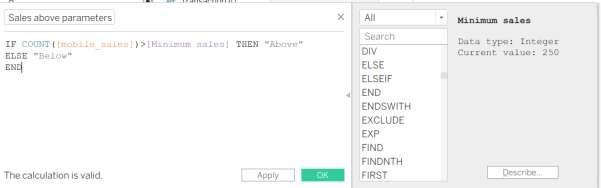 Sales above parameters
IF COUNT([mobile_sales])>[Minimum sales] THEN "Above"
ELSE "Below"
END
The calculation is valid.
Apply
OK
All
Search
DIV
ELSE
ELSEIF
END
ENDSWITH
EXCLUDE
EXP
FIND
FINDNTH
FIRST
Minimum sales
Data type: Integer
Current value: 250
Describe...